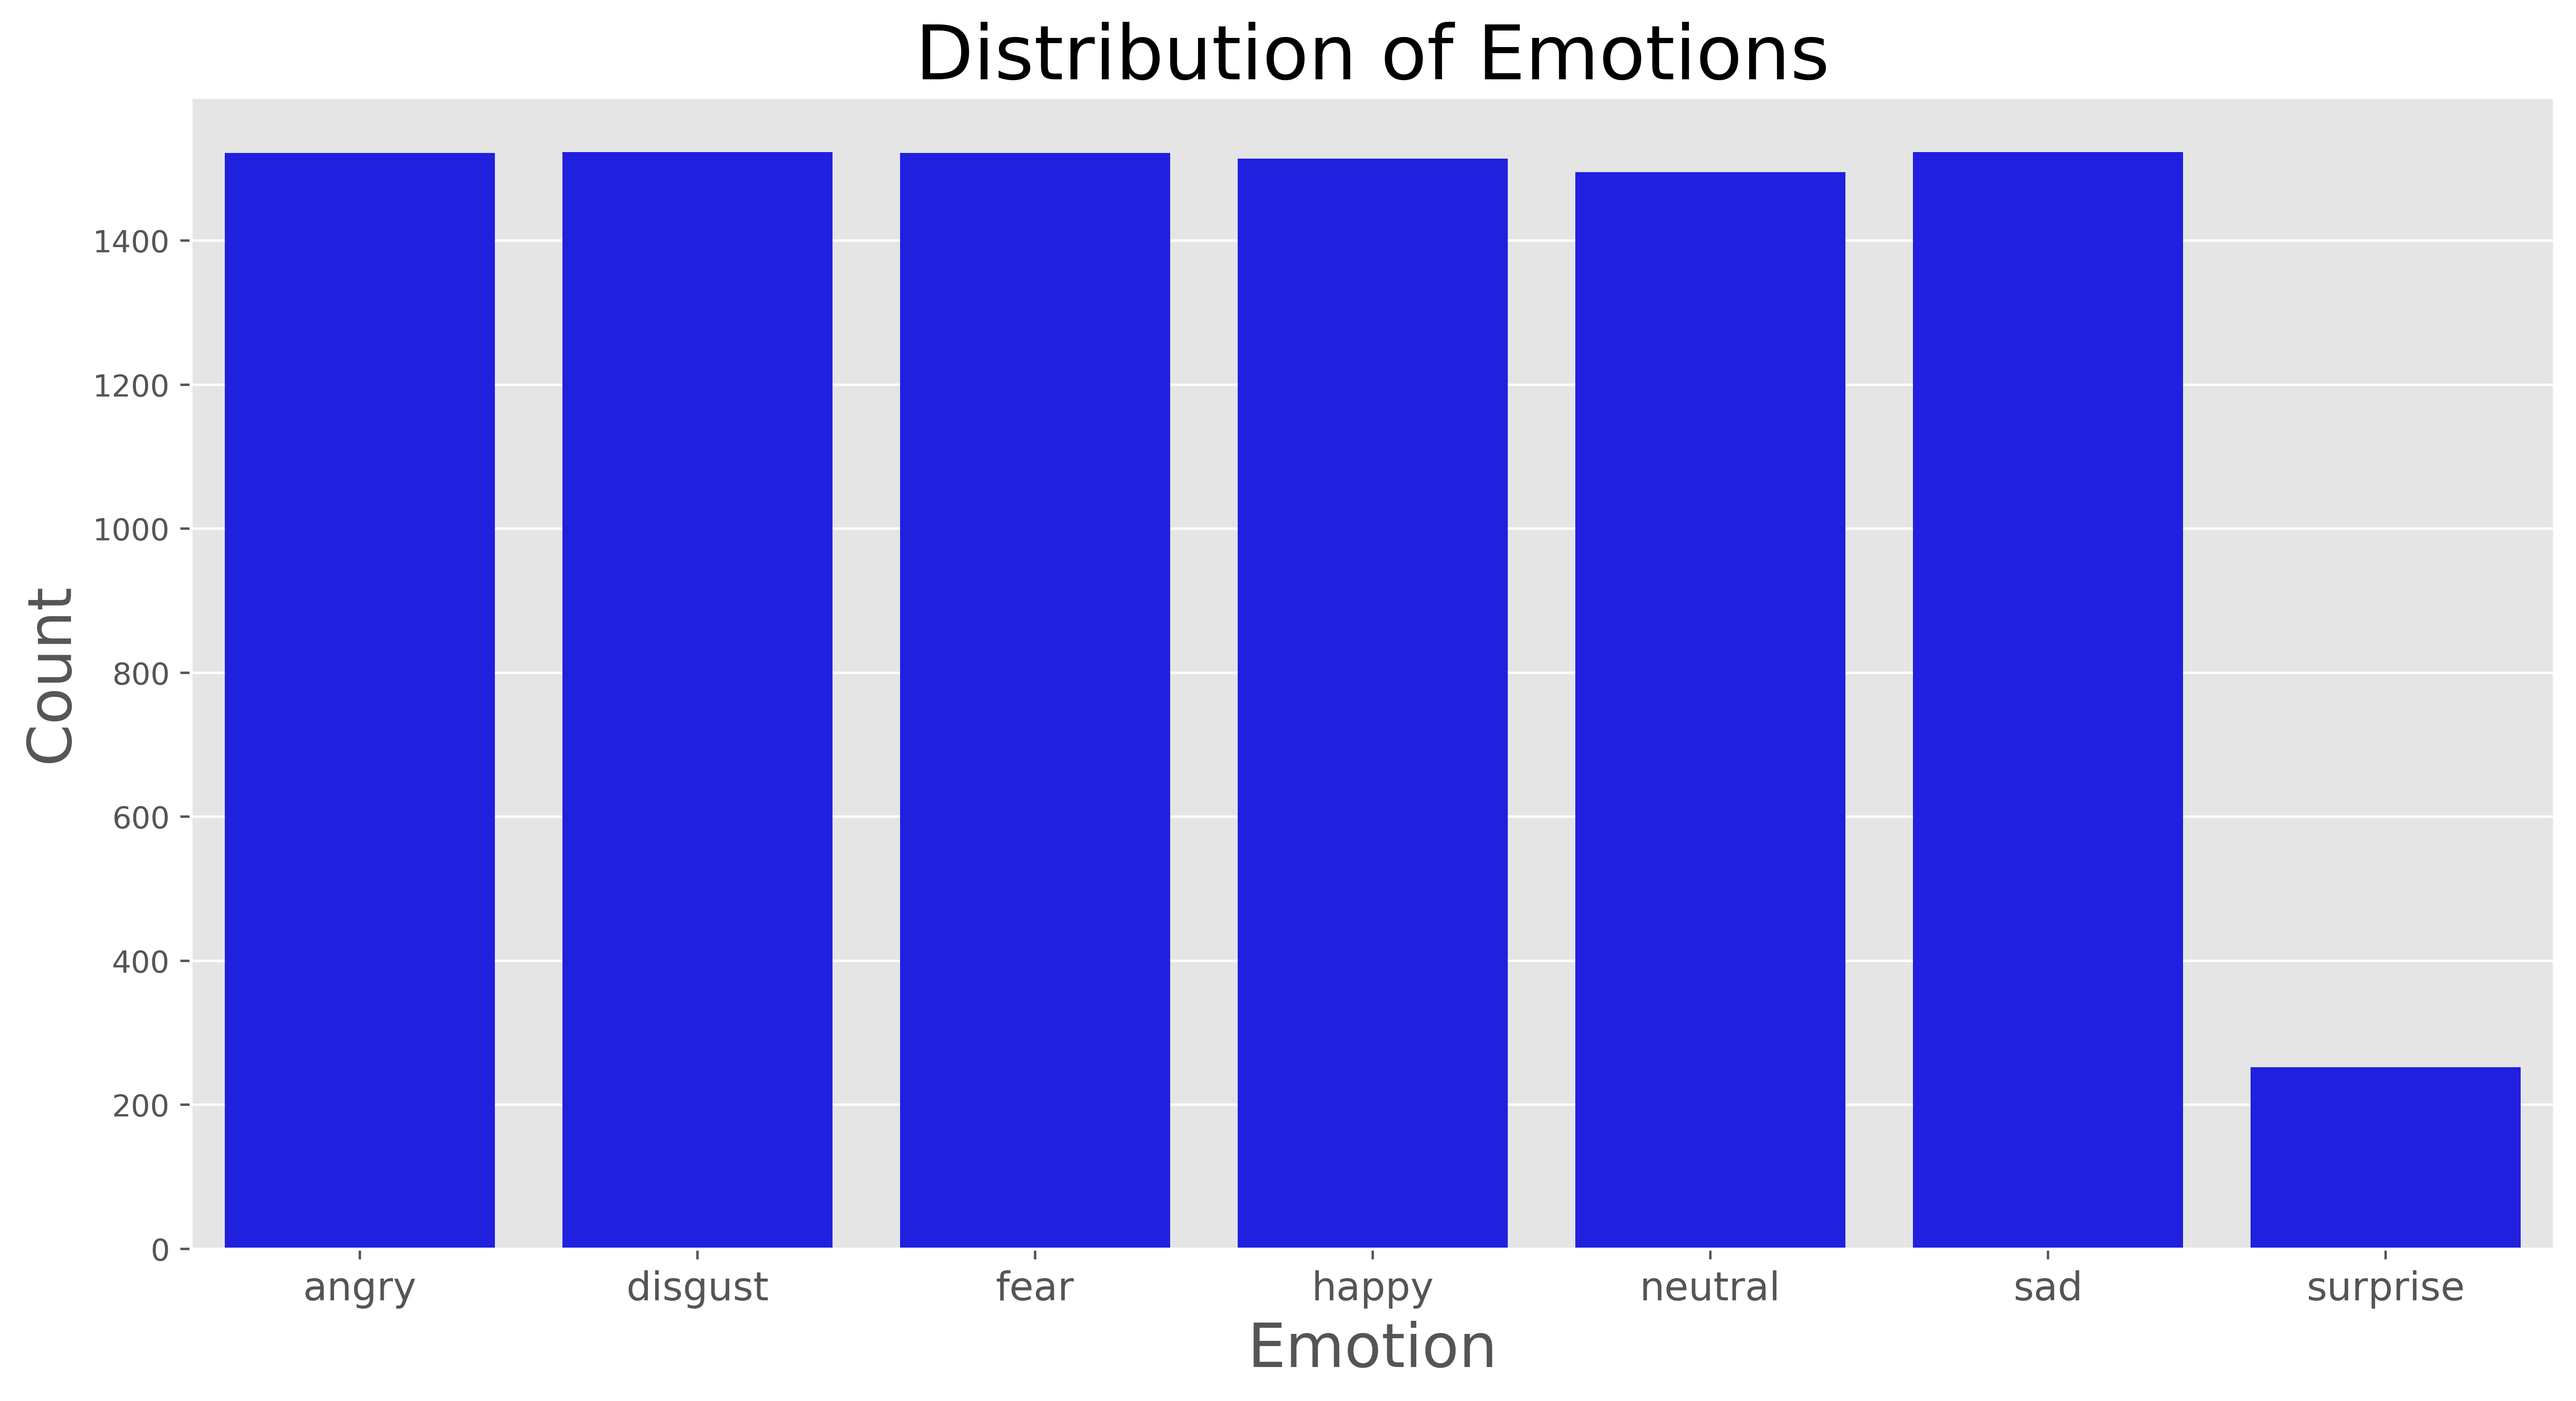 Distribution of Emotions
1400
1200
1000
800
600
400
200
0
Count
angry disgust fear happy neutral sad surprise
Emotion